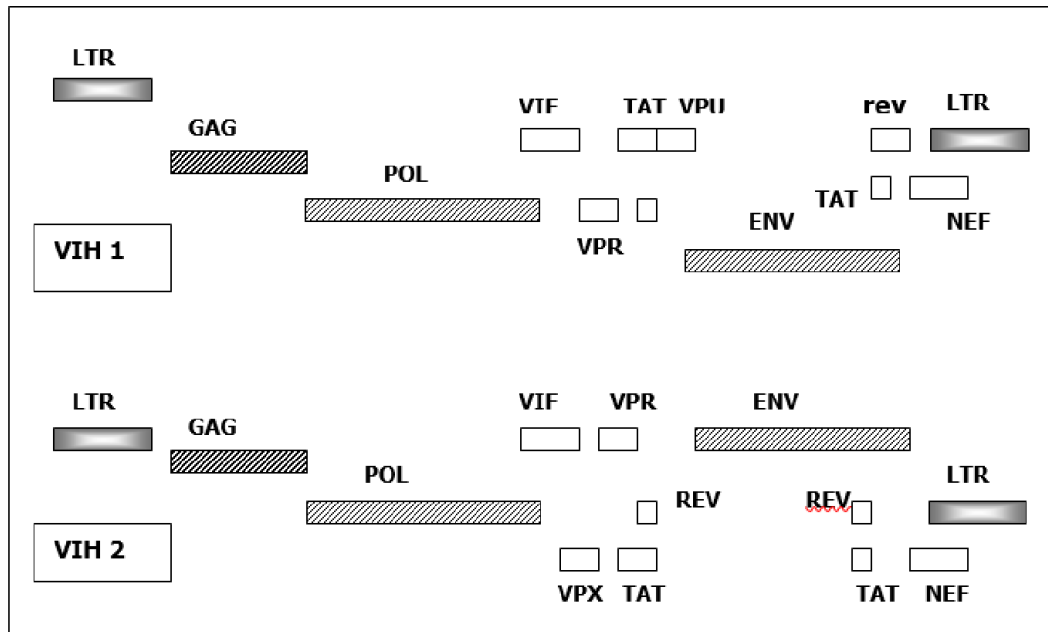 LTR
VIF TAT VPU rev LTR
GAG
POL
TAT
ENV NEF
VPR
VIH 1
LTR VIF VPR ENV
GAG
POL LTR
REV REV
VIH 2
VPX TAT TAT NEF